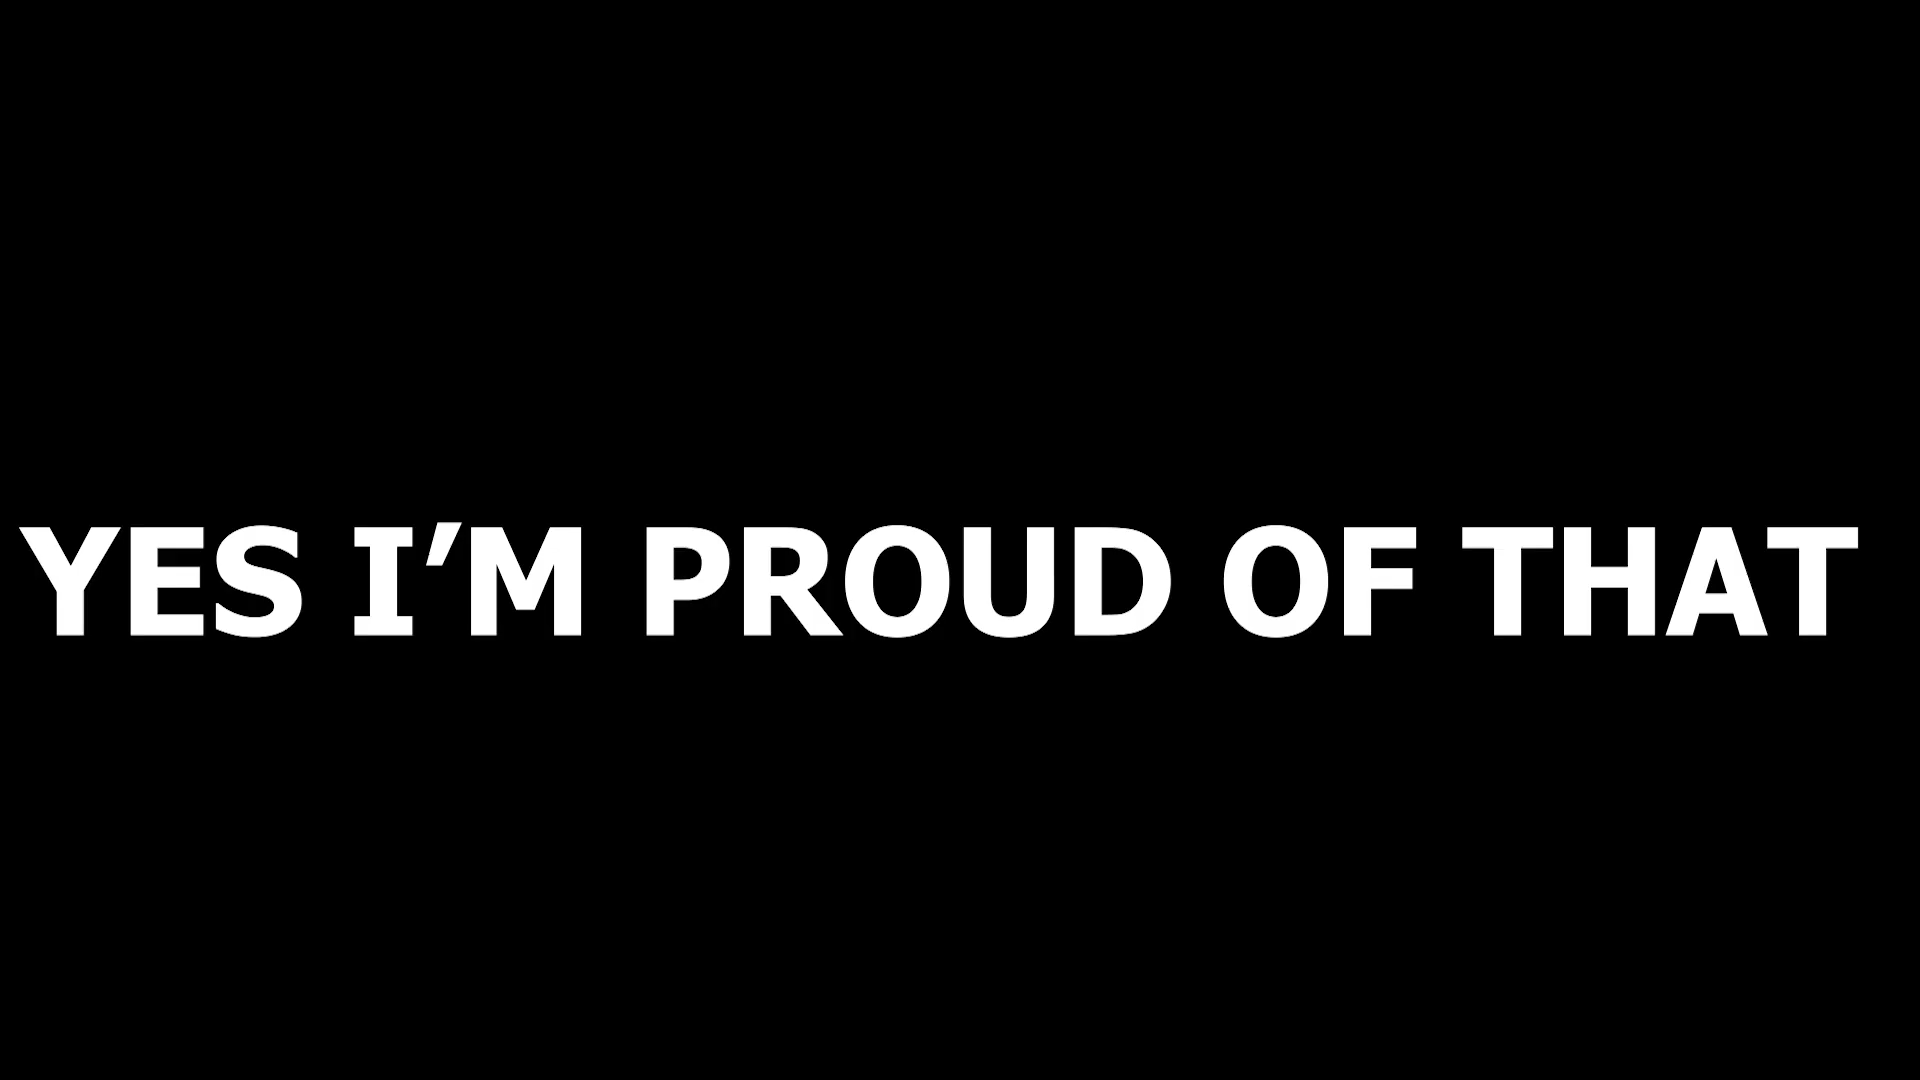 YES I’M PROUD OF THAT